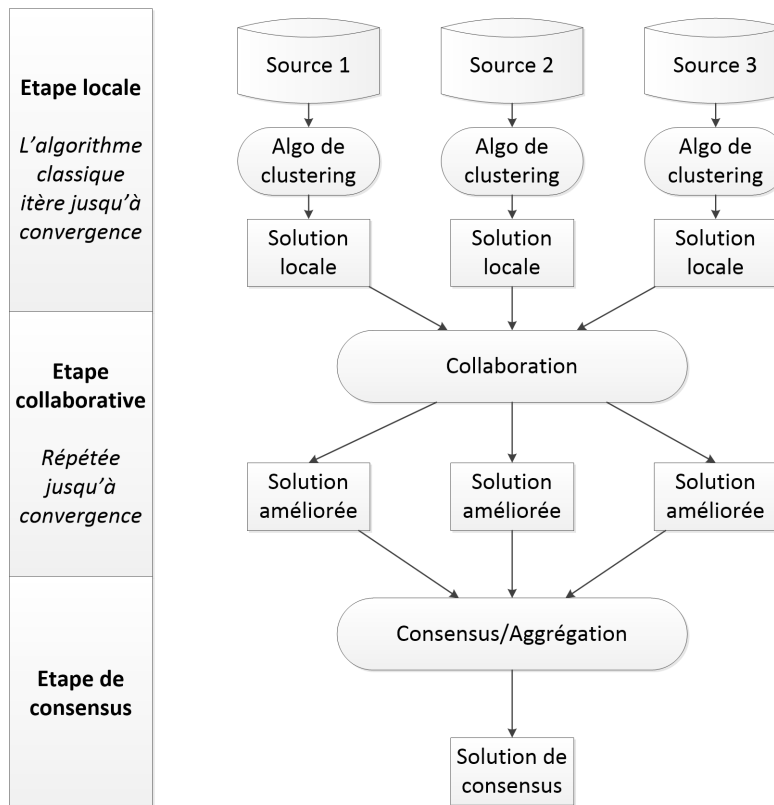 Etape locale
L'algorithme
classique
itère jusqu'à
convergence
Source 1
Source 2
Source 3
Algo de
clustering
Algo de
clustering
Algo de
clustering
Solution
locale
Solution
locale
Solution
locale
Etape
collaborative
Répétée
jusqu'à
convergence
Collaboration
Solution
améliorée
Solution
améliorée
Solution
améliorée
Etape de
consensus
Consensus/Aggrégation
Solution de
consensus